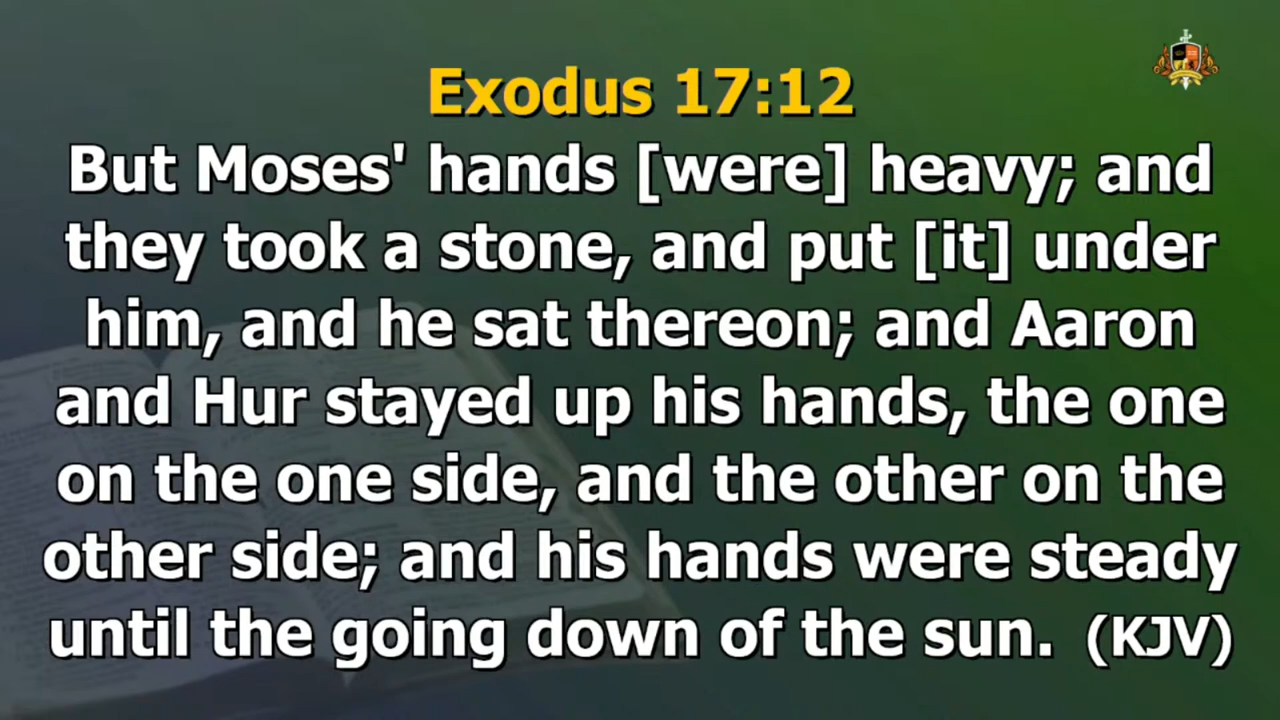 Exodus 17:12
But Moses' hands [were] heavy; and
they took a stone, and put [it] under
him, and he sat thereon; and Aaron
and Hur stayed up his hands, the one
on the one side, and the other on the
other side; and his hands were steady
until the going down of the sun. (KJV)